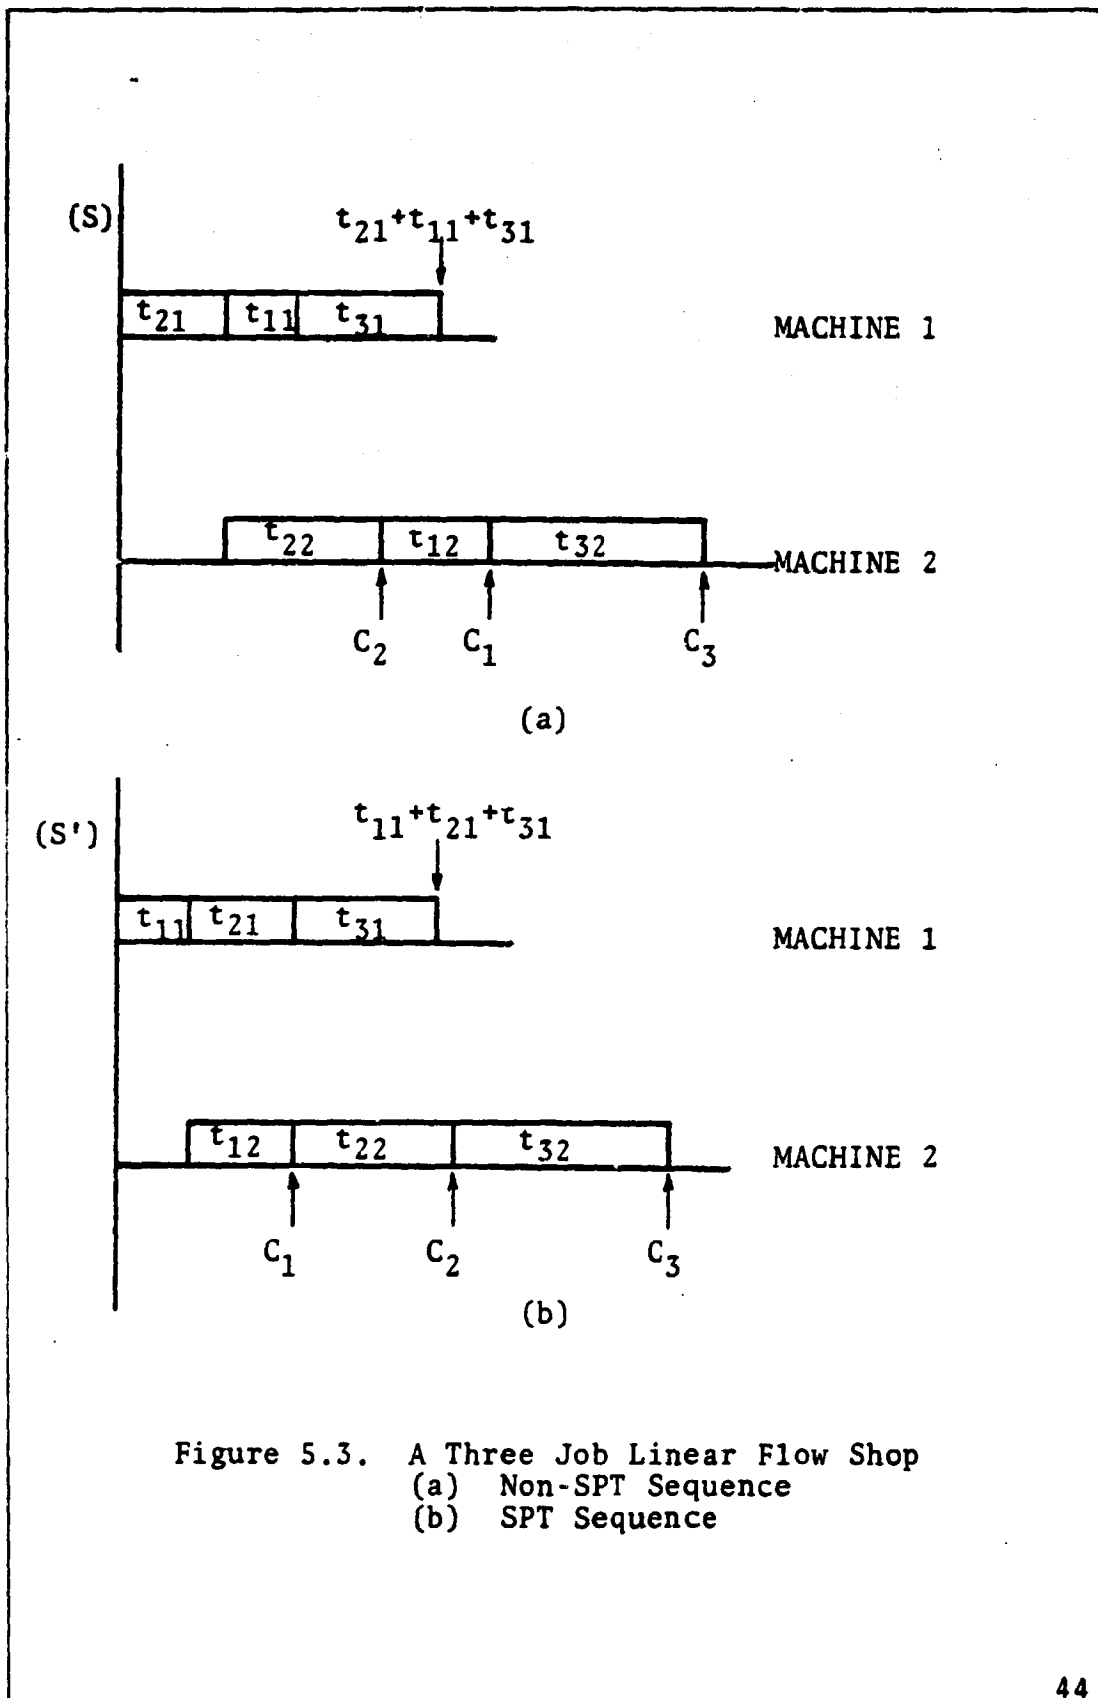 (S)
t21+t11+t31
t21 t11 t31
MACHINE 1
t22 t12 t32
MACHINE 2
C2 C1 C3
(a)
(S')
t11+t21+t31
t11 t21 t31
MACHINE 1
t12 t22 t32
MACHINE 2
C1 C2 C3
(b)
Figure 5.3. A Three Job Linear Flow Shop
(a) Non-SPT Sequence
(b) SPT Sequence
44